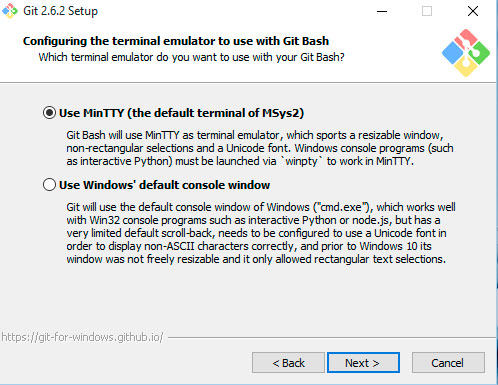 Git 2.6.2 Setup
Configuring the terminal emulator to use with Git Bash
Which terminal emulator do you want to use with your Git Bash?
Use MinTTY (the default terminal of MSys2)
Git Bash will use MinTTY as terminal emulator, which sports a resizable window,
non-rectangular selections and a Unicode font. Windows console programs (such
as interactive Python) must be launched via `winpty` to work in MinTTY.
Use Windows' default console window
Git will use the default console window of Windows ("cmd.exe"), which works well
with Win32 console programs such as interactive Python or node.js, but has a
very limited default scroll-back, needs to be configured to use a Unicode font in
order to display non-ASCII characters correctly, and prior to Windows 10 its
window was not freely resizable and it only allowed rectangular text selections.
https://git-for-windows.github.io/
< Back
Next >
Cancel